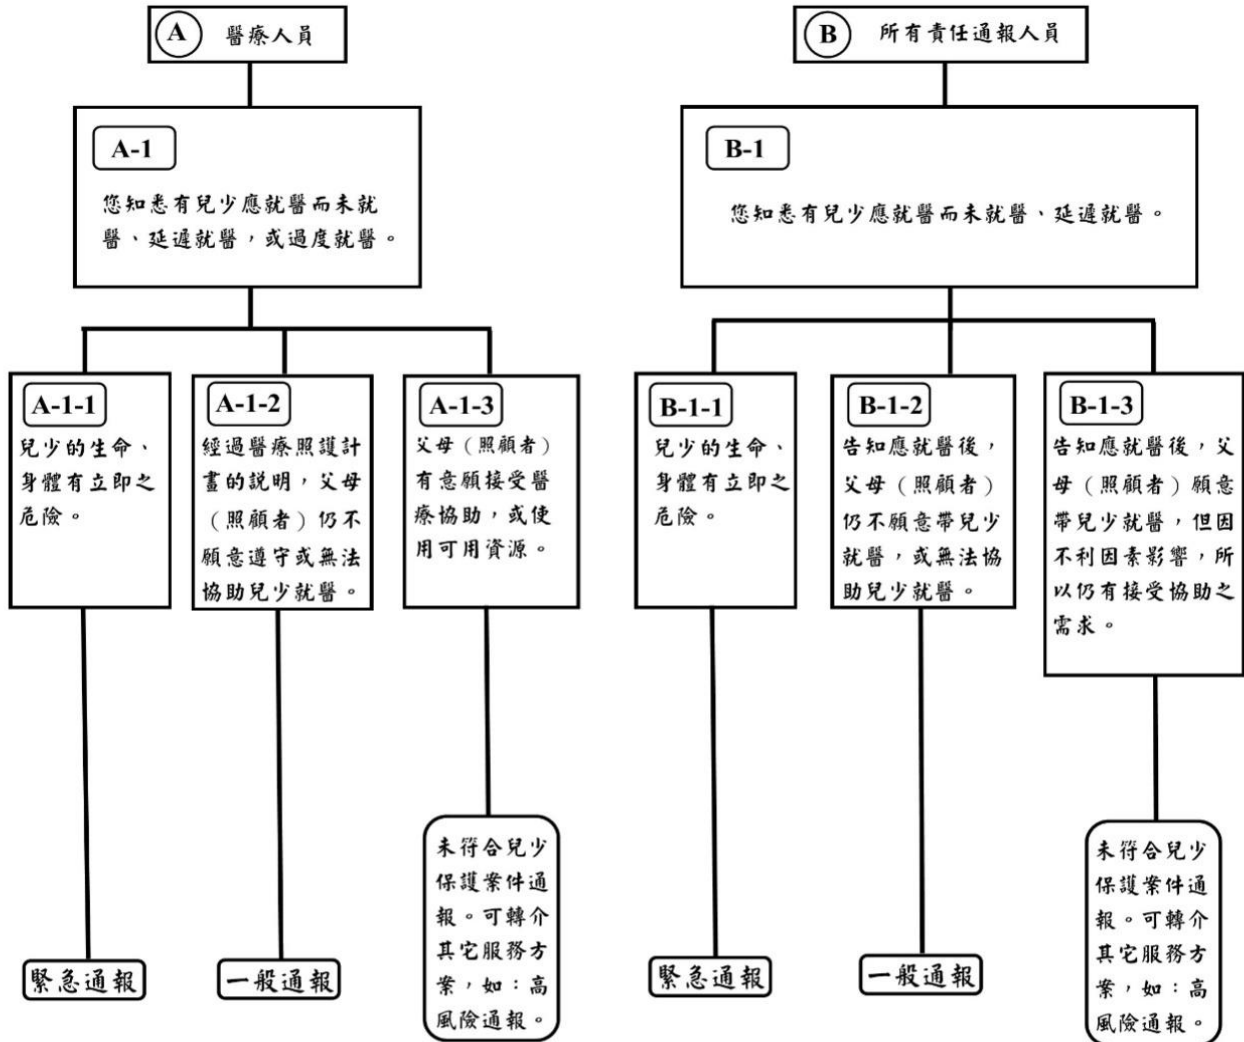 A 醫療人員
A-1
您知悉有兒少應就醫而未就
醫、延遲就醫，或過度就醫。
A-1-1
兒少的生命、
身體有立即之
危險。
緊急通報
A-1-2
經過醫療照護計
畫的説明，父母
（照顧者）仍不
願意遵守或無法
協助兒少就醫。
一般通報
A-1-3
父母（照顧者）
有意願接受醫
療協助，或使
用可用資源。
未符合兒少
保護案件通
報。可轉介
其它服務方
案，如：高
風險通報。
B 所有責任通報人員
B-1
您知悉有兒少應就醫而未就醫、延遲就醫。
B-1-1
兒少的生命、
身體有立即之
危險。
緊急通報
B-1-2
告知應就醫後，
父母（照顧者）
仍不願意帶兒少
就醫，或無法協
助兒少就醫。
一般通報
B-1-3
告知應就醫後，父
母（照顧者）願意
帶兒少就醫，但因
不利因素影響，所
以仍有接受協助之
需求。
未符合兒少
保護案件通
報。可轉介
其它服務方
案，如：高
風險通報。